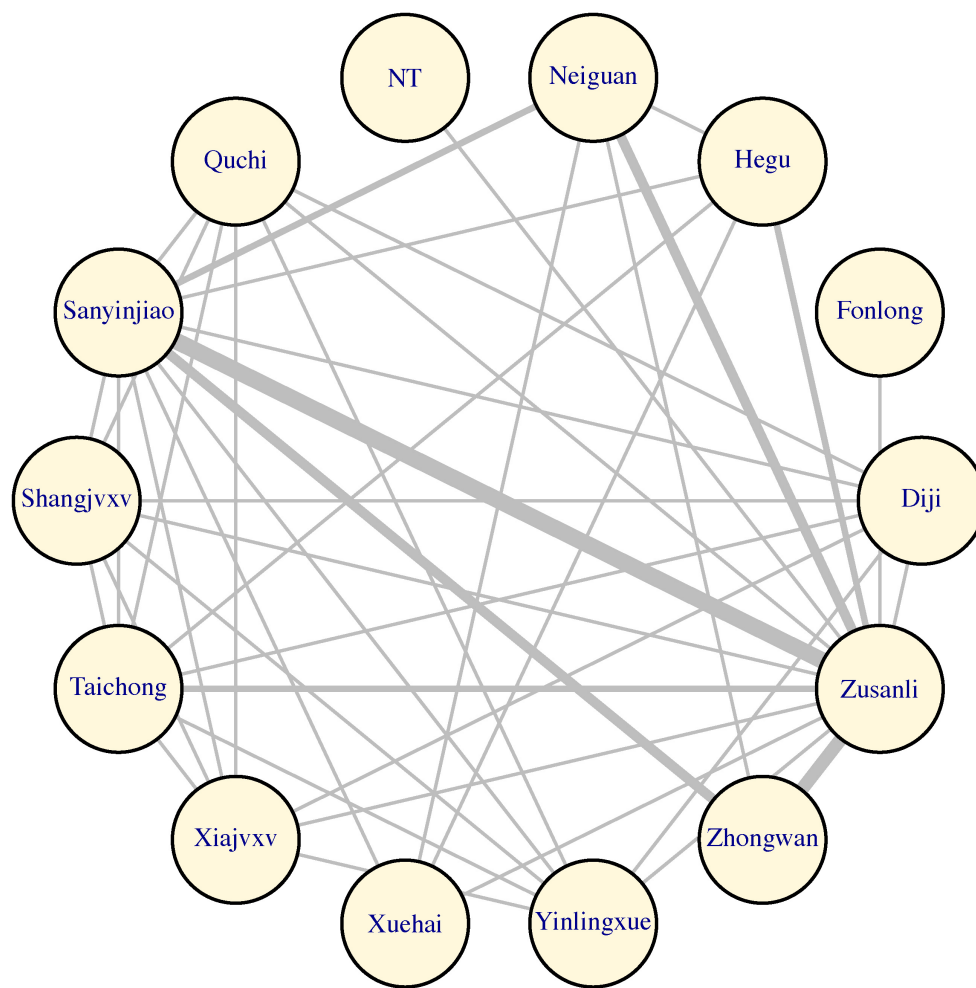 NT
Neiguan
Quchi
Hegu
Sanyinjiao
Fonlong
Shangjvxv
Diji
Taichong
Zusanli
Xiajvxv
Zhongwan
Xuehai
Yinlingxue